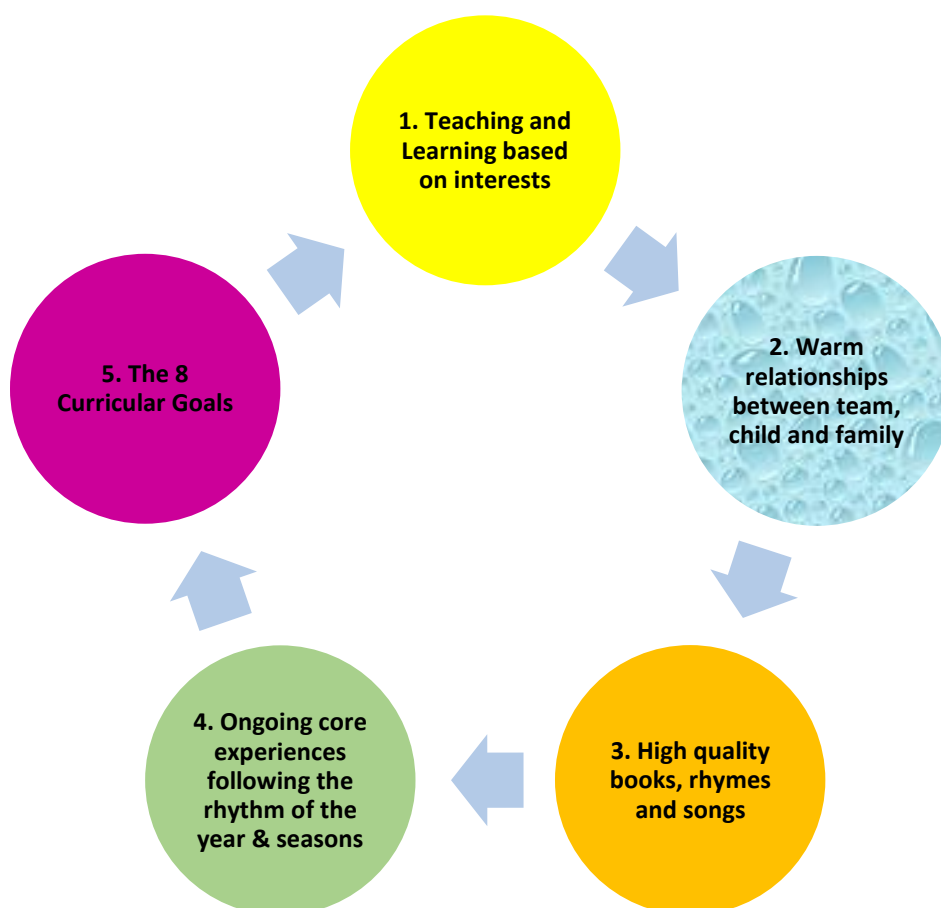 1. Teaching and
Learning based
on interests
2. Warm
relationships
between team,
child and family
3. High quality
books, rhymes
and songs
4. Ongoing core
experiences
following the
rhythm of the
year & seasons
5. The 8
Curricular Goals